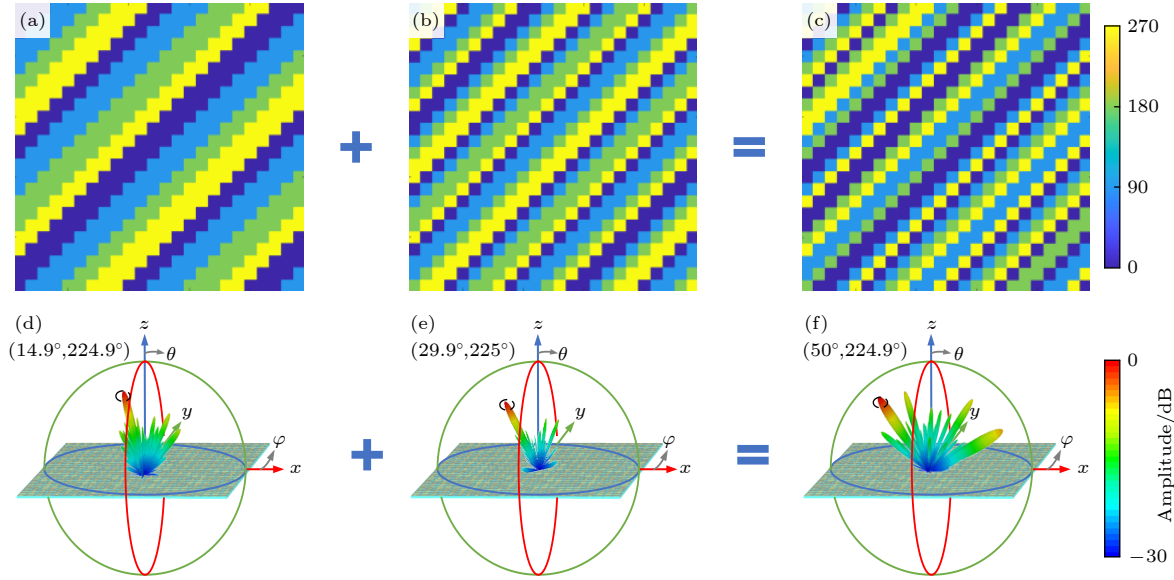 (a)
(b)
(c)
270
180
90
0
+
=
(d)
(14.9°,224.9°)
z
θ
y
φ
x
(e)
(29.9°,225°)
z
θ
y
φ
x
(f)
(50°,224.9°)
z
θ
y
φ
x
+
=
0
Amplitude/dB
−30